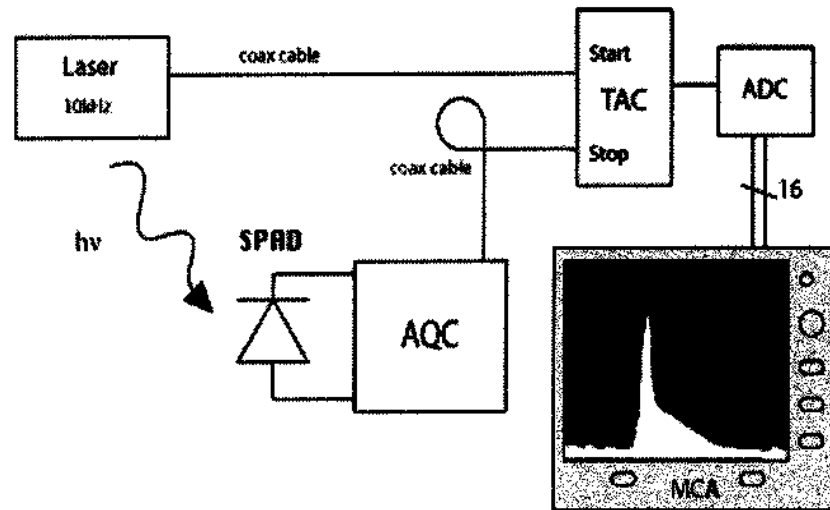 Laser
10kHz
coax cable
Start
TAC
Stop
ADC
coax cable
16
hν
SPAD
AQC
MCA